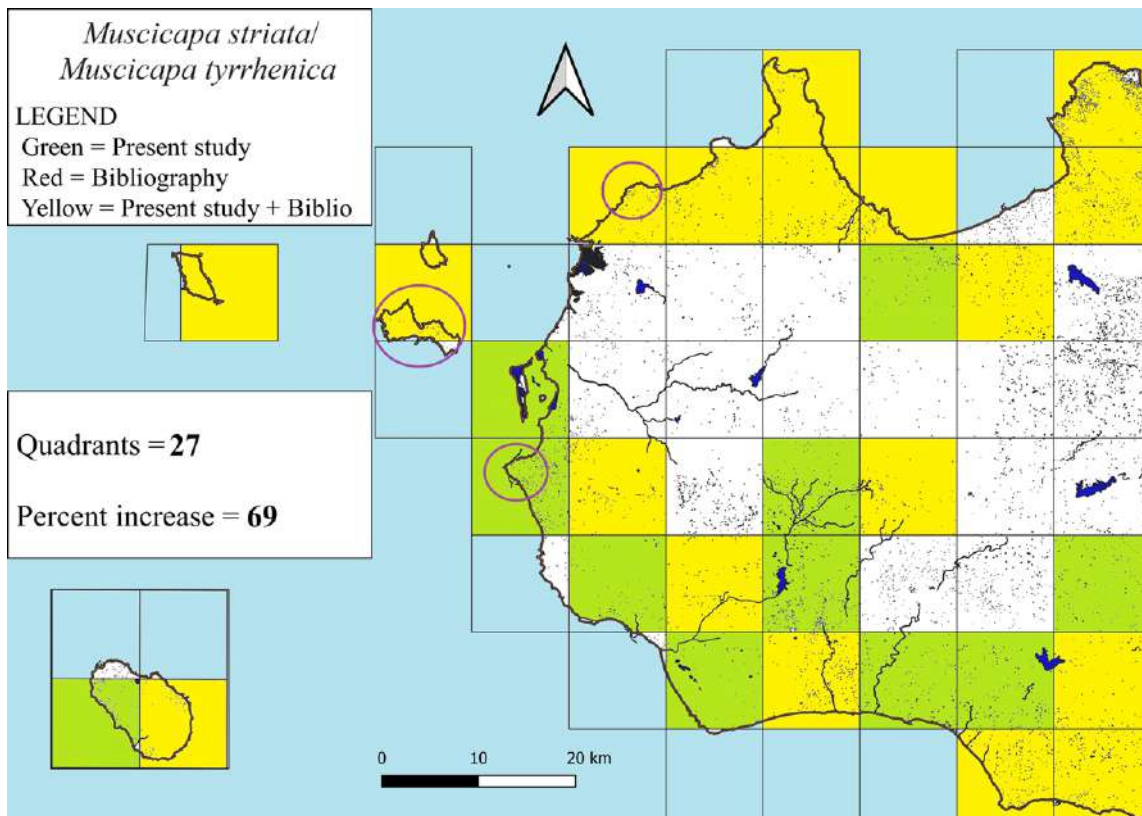 Muscicapa striata/
Muscicapa tyrrhenica
LEGEND
Green = Present study
Red = Bibliography
Yellow = Present study + Biblio
Quadrants = 27
Percent increase = 69
0 10 20 km